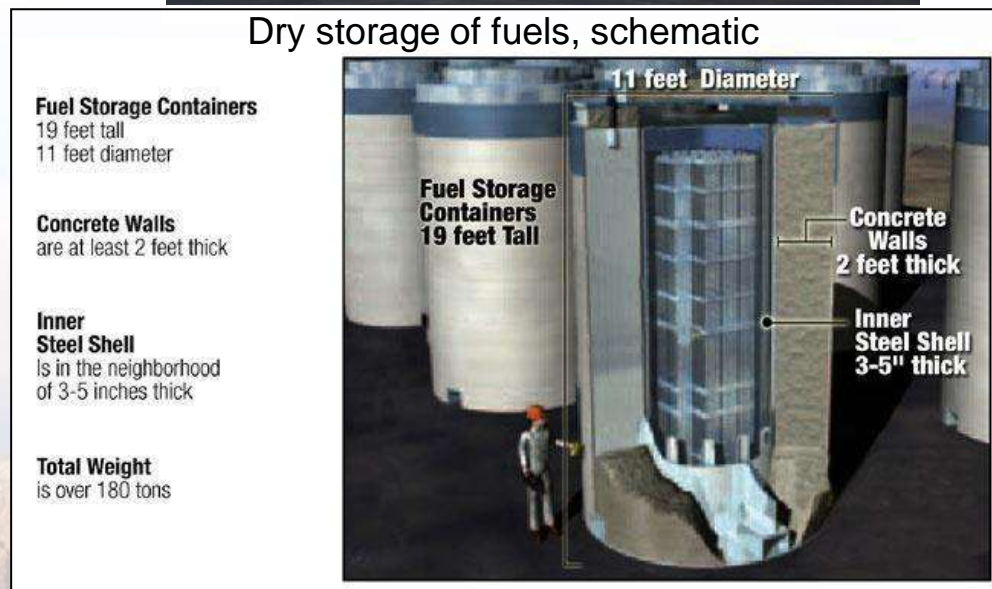 Dry storage of fuels, schematic
Fuel Storage Containers
19 feet tall
11 feet diameter
Concrete Walls
are at least 2 feet thick
Inner
Steel Shell
Is in the neighborhood
of 3-5 inches thick
Total Weight
is over 180 tons
11 feet Diameter
Fuel Storage
Containers
19 feet Tall
Concrete
Walls
2 feet thick
Inner
Steel Shell
3-5" thick